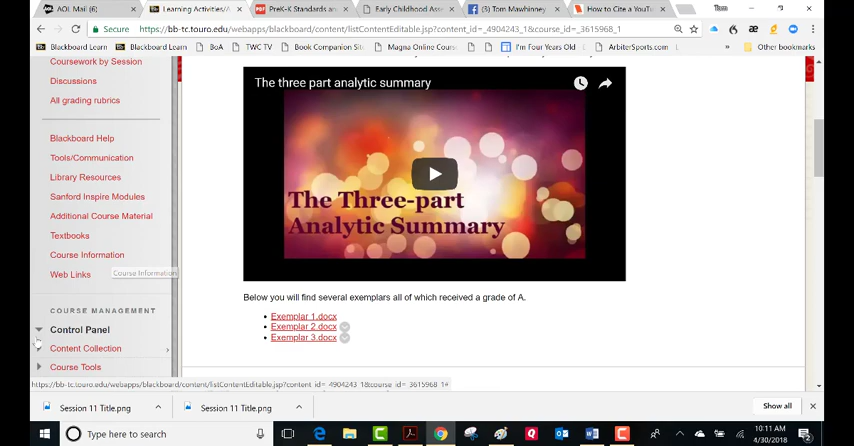 AOL Mail (6)
Learning Activities/A
PreK-K Standards an
Early Childhood Ass
(3) Tom Mawhinney
How to Cite a YouTu
Secure
https://bb-tc.touro.edu/webapps/blackboard/content/listContentEditable.jsp?content_id=_4904243_1&course_id=_3615968_1
Blackboard Learn
Blackboard Learn
BoA
TWC TV
Book Companion Sit
Magna Online Course
I'm Four Years Old
ArbiterSports.com
Other bookmarks
Coursework by Session
Discussions
All grading rubrics
Blackboard Help
Tools/Communication
Library Resources
Sanford Inspire Modules
Additional Course Material
Textbooks
Course Information
Web Links
Course Information
COURSE MANAGEMENT
Control Panel
Content Collection
Course Tools
The three part analytic summary
The Three-part
Analytic Summary
Below you will find several exemplars all of which received a grade of A.
Exemplar 1.docx
Exemplar 2.docx
Exemplar 3.docx
https://bb-tc.touro.edu/webapps/blackboard/content/listContentEditable.jsp?content_id=_4904243_1&course_id=_3615968_1#
Session 11 Title.png
Session 11 Title.png
Show all
Type here to search
10:11 AM
4/30/2018